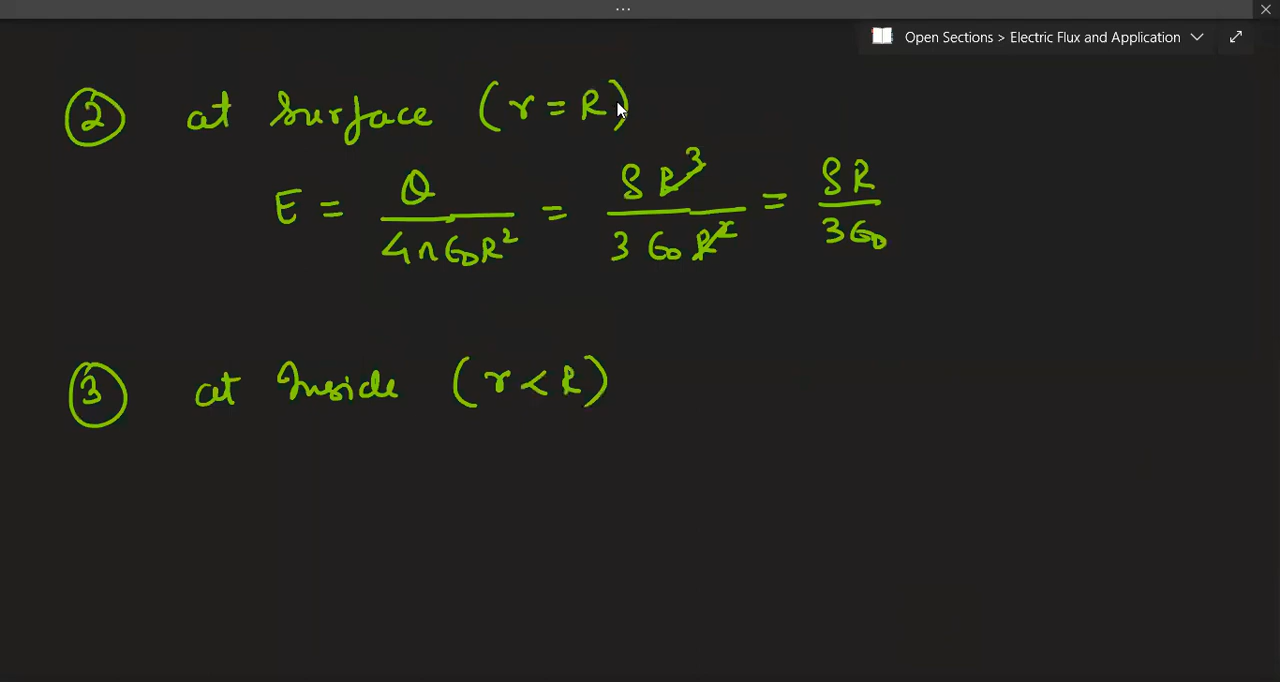 Open Sections > Electric Flux and Application
② at Surface (r = R)
E = Q / 4πϵ₀R² = ρR³ / 3ϵ₀R² = ρR / 3ϵ₀
③ at Inside (r < R)